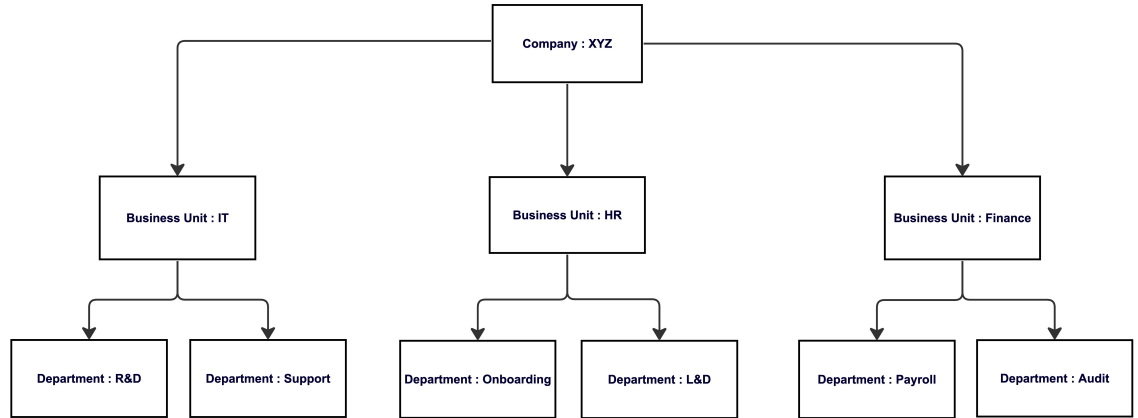 Company : XYZ
Business Unit : IT
Business Unit : HR
Business Unit : Finance
Department : R&D
Department : Support
Department : Onboarding
Department : L&D
Department : Payroll
Department : Audit